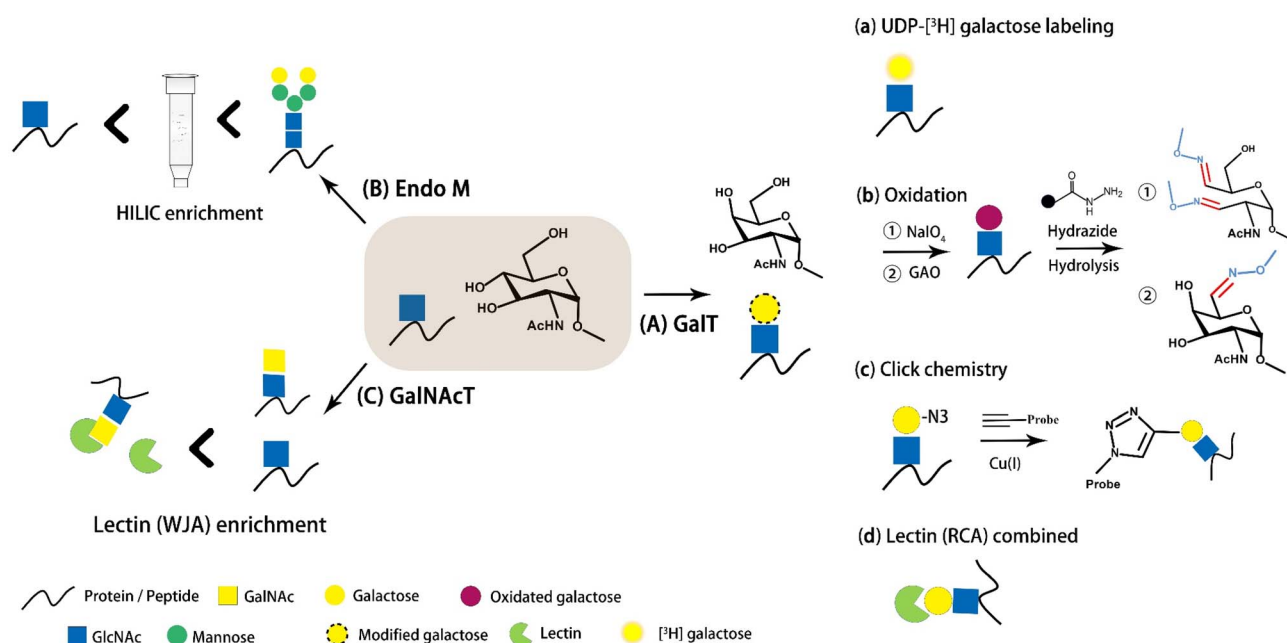 (a) UDP-[³H] galactose labeling
HILIC enrichment
(B) Endo M
OH
HO
O
HO
AcHN
O
(A) GalT
OH
HO
O
HO
AcHN
O
(C) GalNAcT
Lectin (WJA) enrichment
(b) Oxidation
① NaIO₄
② GAO
O
N
H
NH₂
Hydrazide
Hydrolysis
①
O
N
OH
O
N
O
AcHN
O
②
N
O
HO
O
HO
AcHN
O
(c) Click chemistry
-N3
Probe
Cu(I)
N
N
N
Probe
(d) Lectin (RCA) combined
Protein / Peptide
GalNAc
Galactose
Oxidated galactose
GlcNAc
Mannose
Modified galactose
Lectin
[³H] galactose